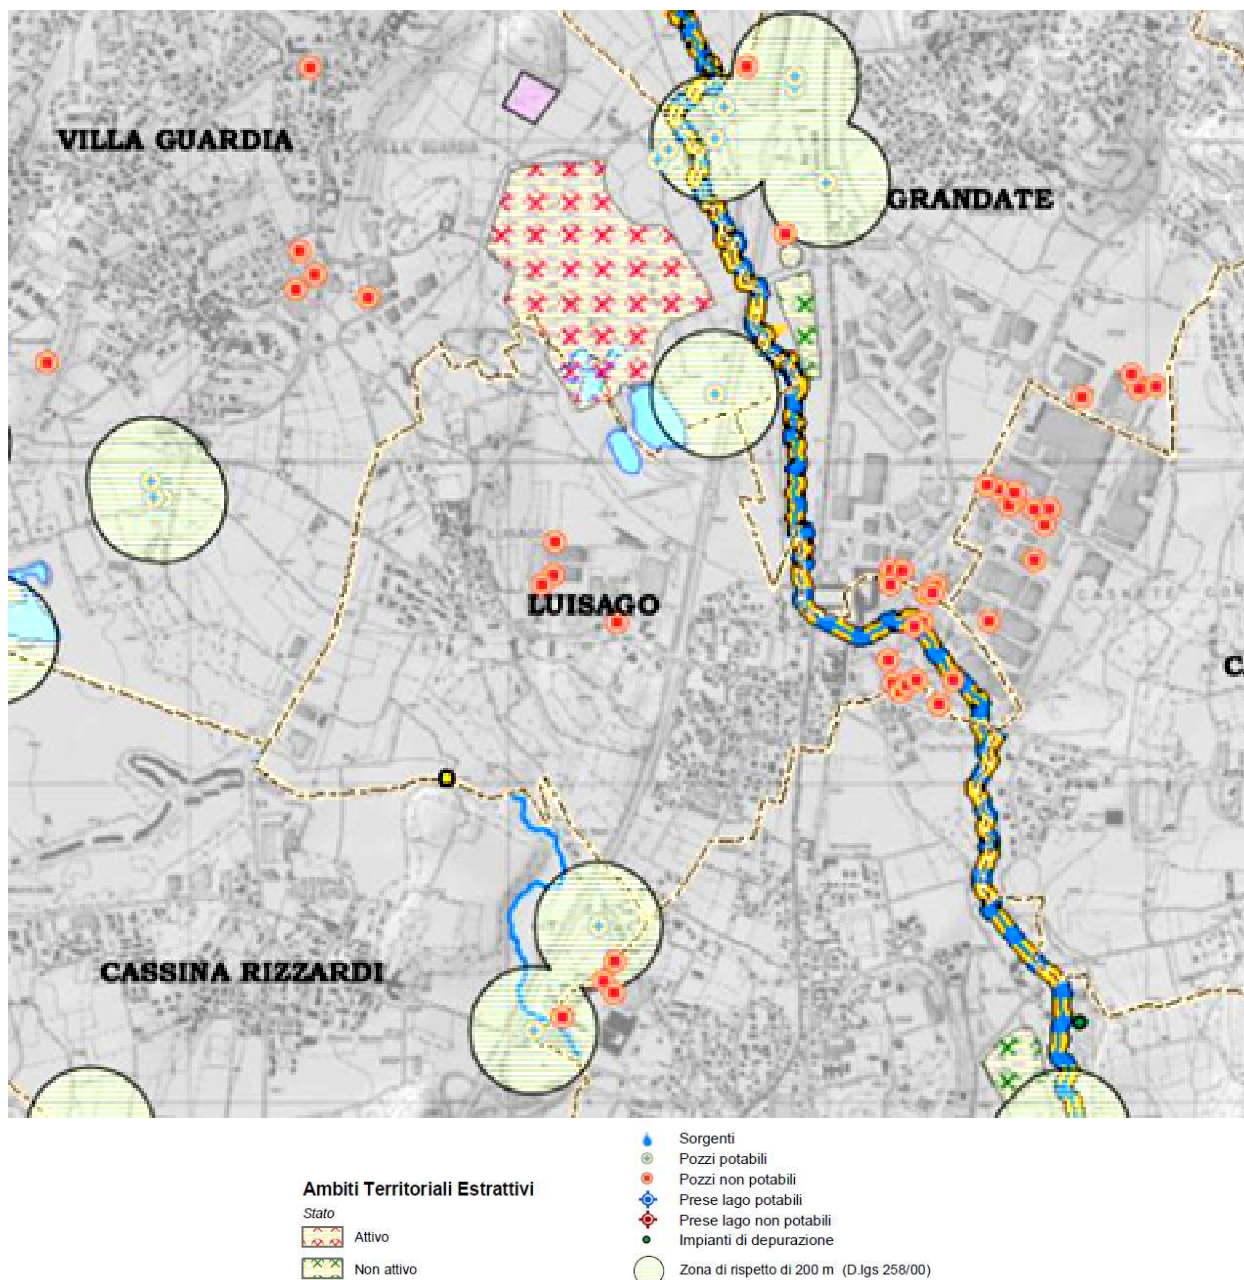 VILLA GUARDIA
GRANDATE
LUISAGO
C
CASSINA RIZZARDI
Ambiti Territoriali Estrattivi
Stato
Attivo
Non attivo
Sorgenti
Pozzi potabili
Pozzi non potabili
Prese lago potabili
Prese lago non potabili
Impianti di depurazione
Zona di rispetto di 200 m (D.lgs 258/00)